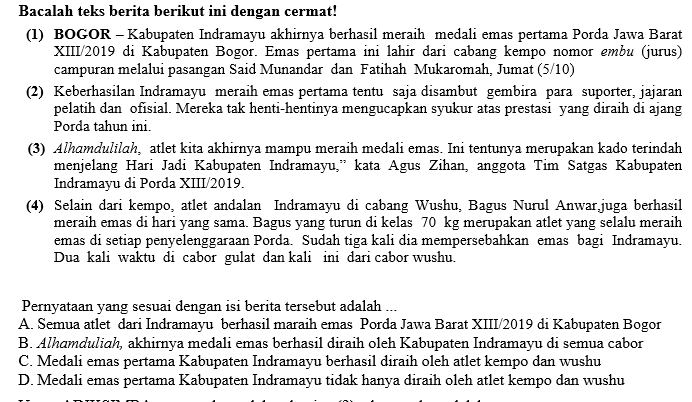 Bacalah teks berita berikut ini dengan cermat!
(1) BOGOR – Kabupaten Indramayu akhirnya berhasil meraih medali emas pertama Porda Jawa Barat
XIII/2019 di Kabupaten Bogor. Emas pertama ini lahir dari cabang kempo nomor embu (jurus)
campuran melalui pasangan Said Munandar dan Fatihah Mukaromah, Jumat (5/10)
(2) Keberhasilan Indramayu meraih emas pertama tentu saja disambut gembira para suporter, jajaran
pelatih dan ofisial. Mereka tak henti-hentinya mengucapkan syukur atas prestasi yang diraih di ajang
Porda tahun ini.
(3) Alhamdulilah, atlet kita akhirnya mampu meraih medali emas. Ini tentunya merupakan kado terindah
menjelang Hari Jadi Kabupaten Indramayu,” kata Agus Zihan, anggota Tim Satgas Kabupaten
Indramayu di Porda XIII/2019.
(4) Selain dari kempo, atlet andalan Indramayu di cabang Wushu, Bagus Nurul Anwar,juga berhasil
meraih emas di hari yang sama. Bagus yang turun di kelas 70 kg merupakan atlet yang selalu meraih
emas di setiap penyelenggaraan Porda. Sudah tiga kali dia mempersebahkan emas bagi Indramayu.
Dua kali waktu di cabor gulat dan kali ini dari cabor wushu.
Pernyataan yang sesuai dengan isi berita tersebut adalah ...
A. Semua atlet dari Indramayu berhasil maraih emas Porda Jawa Barat XIII/2019 di Kabupaten Bogor
B. Alhamduliah, akhirnya medali emas berhasil diraih oleh Kabupaten Indramayu di semua cabor
C. Medali emas pertama Kabupaten Indramayu berhasil diraih oleh atlet kempo dan wushu
D. Medali emas pertama Kabupaten Indramayu tidak hanya diraih oleh atlet kempo dan wushu